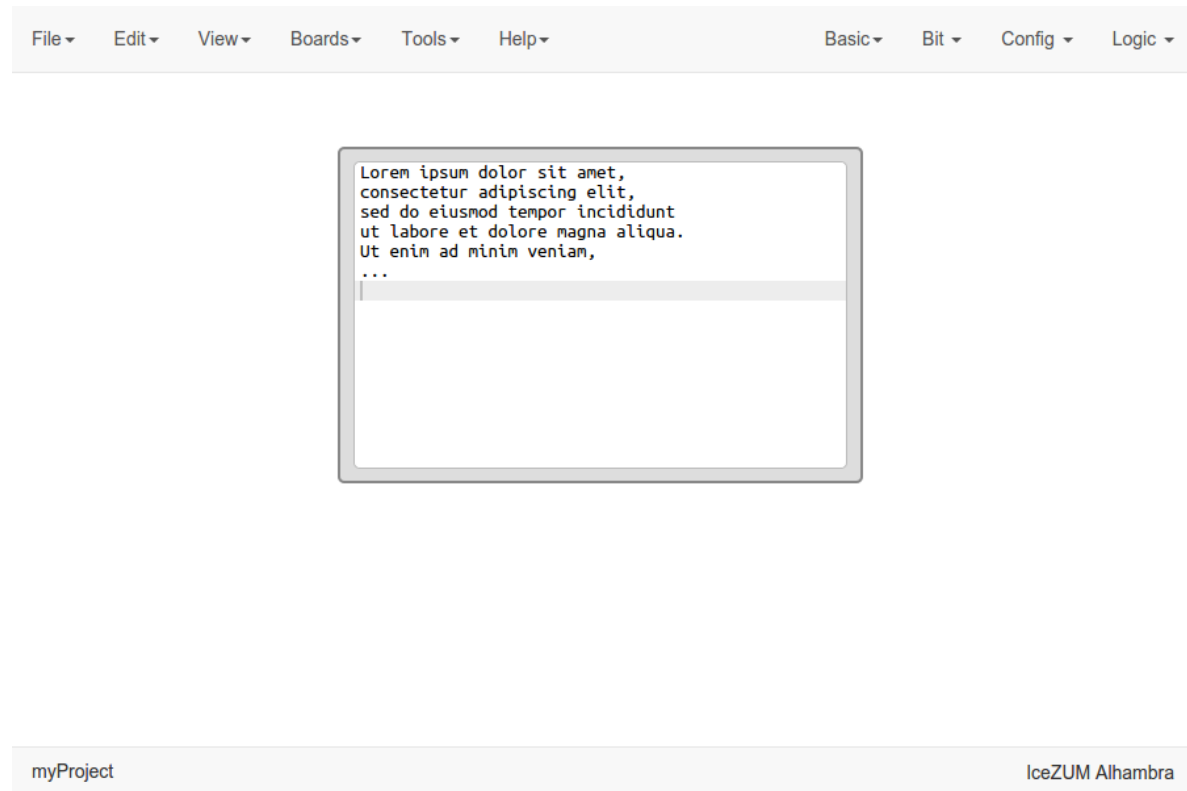 File Edit View Boards Tools Help Basic Bit Config Logic
Lorem ipsum dolor sit amet,
consectetur adipiscing elit,
sed do eiusmod tempor incididunt
ut labore et dolore magna aliqua.
Ut enim ad minim veniam,
...
myProject IceZUM Alhambra